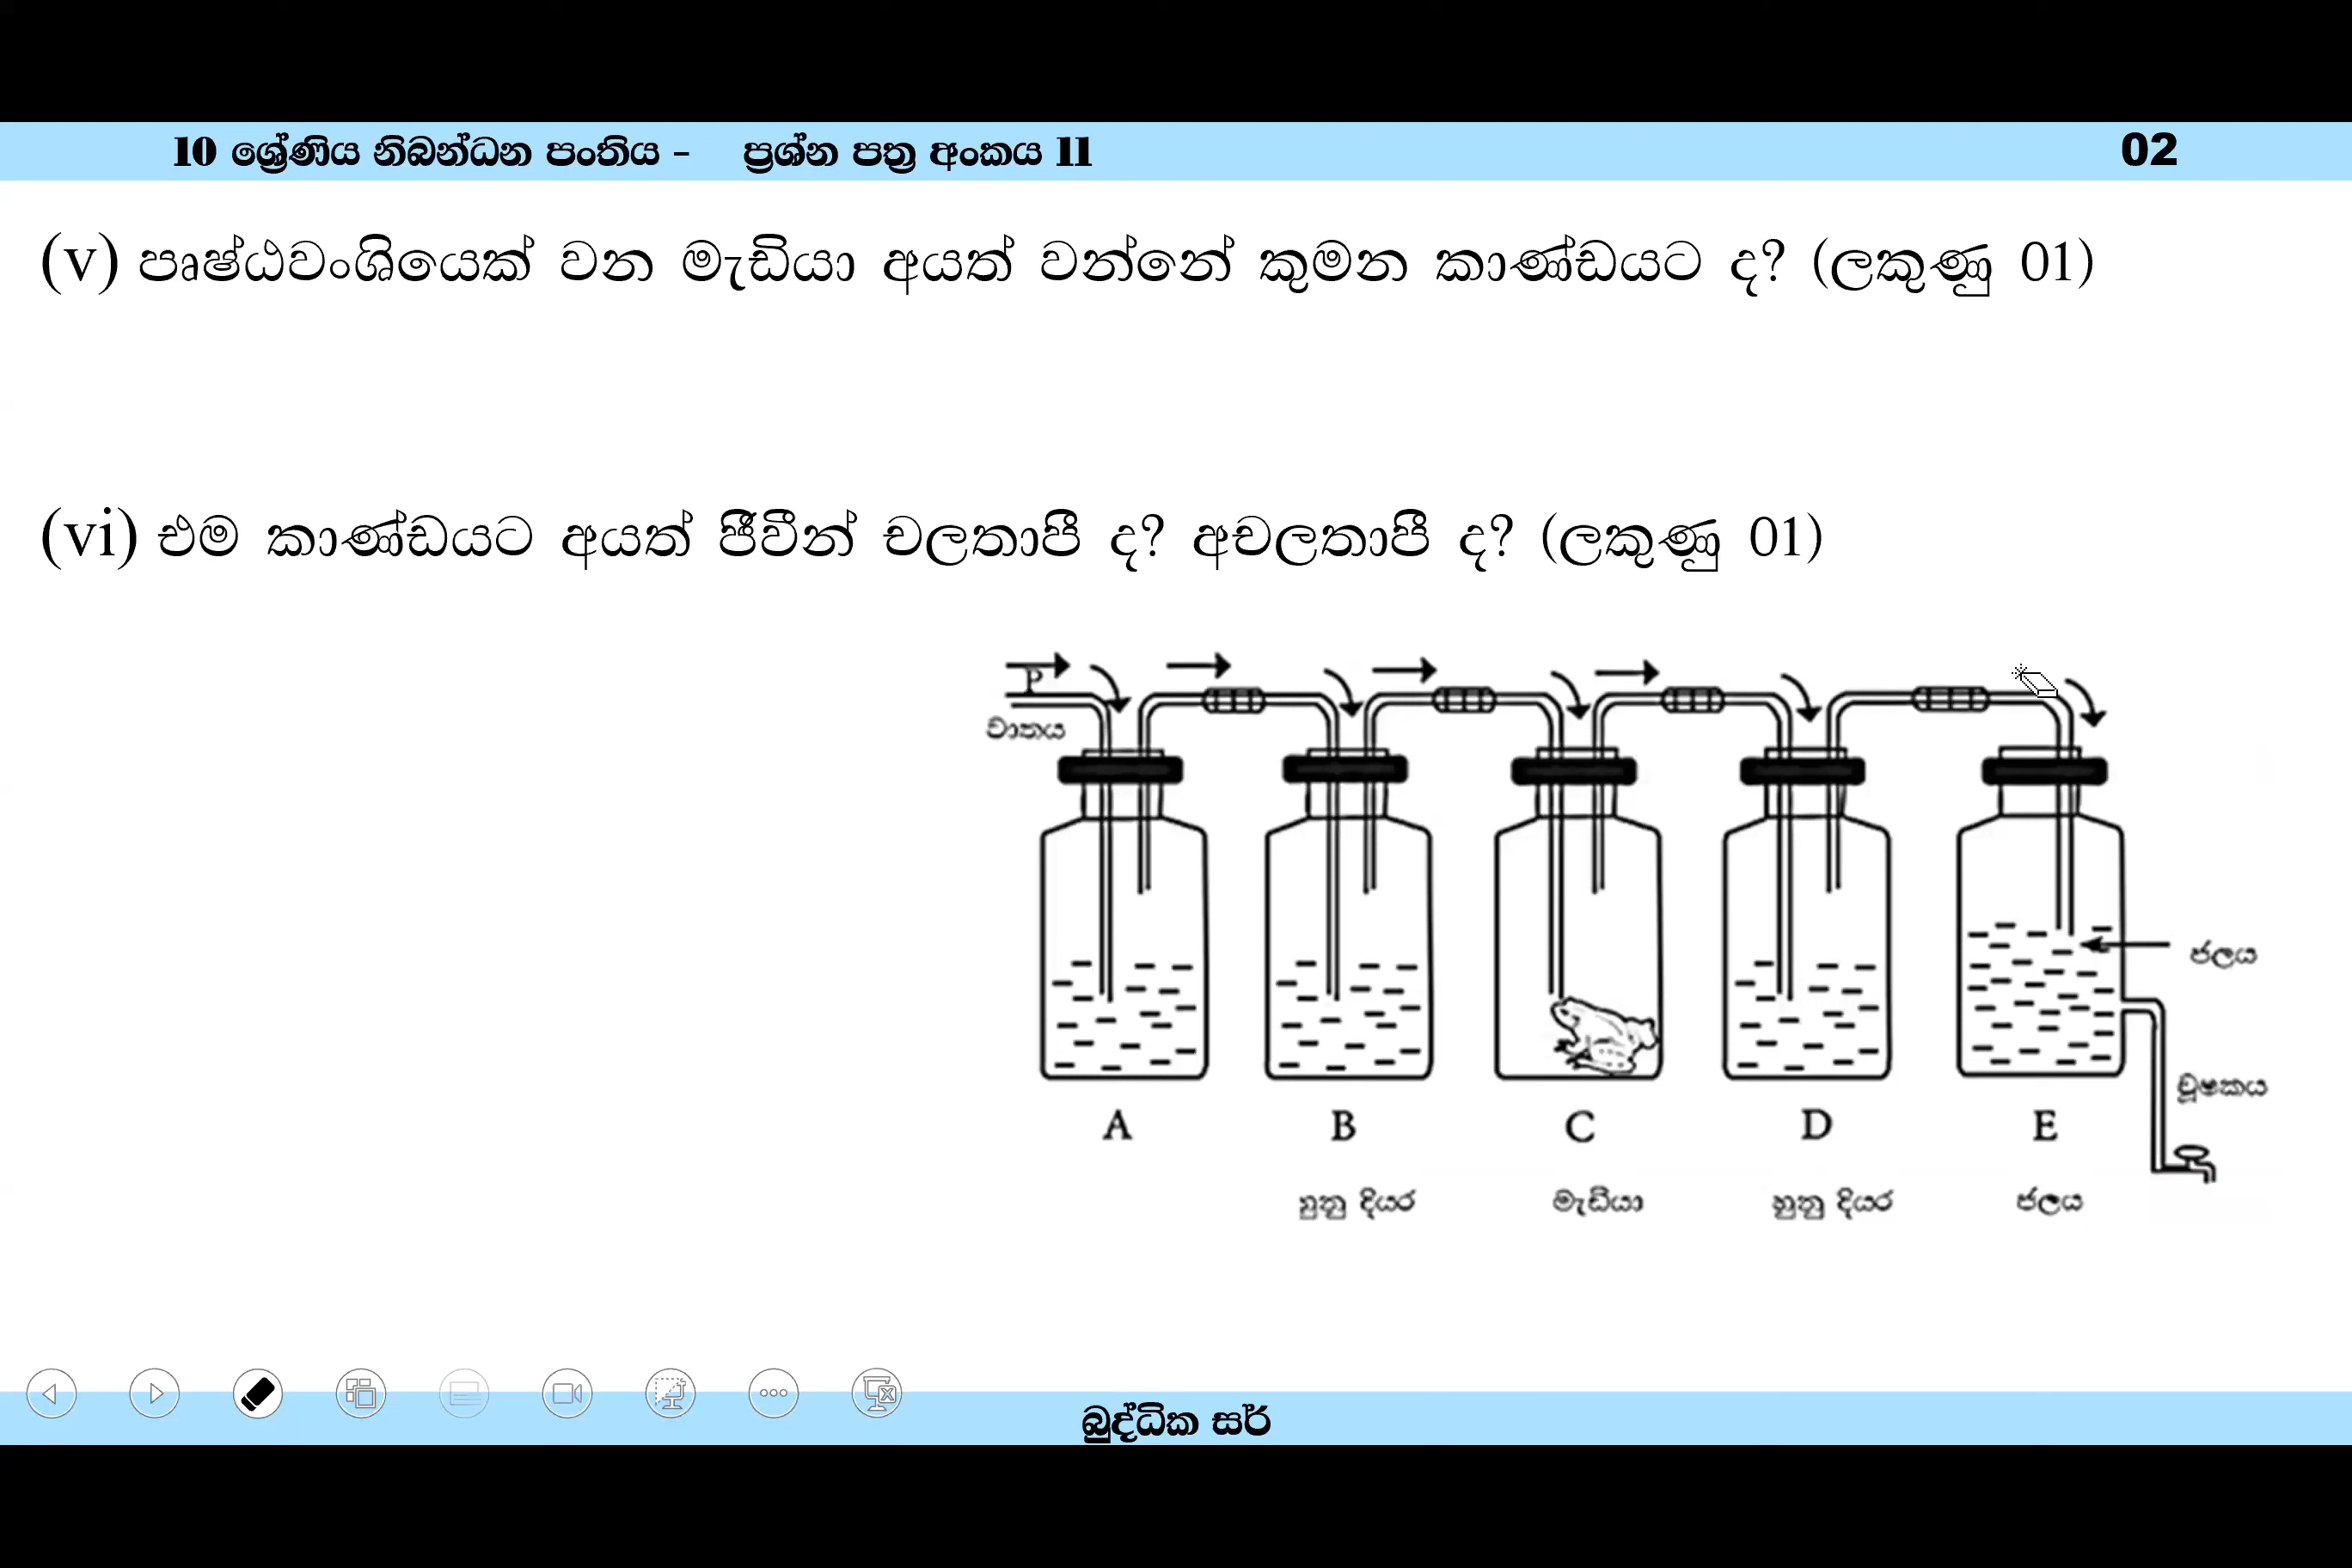 10 ශ්‍රේණිය නිබන්ධන පංතිය - ප්‍රශ්න පත්‍ර අංකය 11 02
(v) පෘෂ්ඨවංශියෙක් වන මැඩියා අයත් වන්නේ කුමන කාණ්ඩයට ද? (ලකුණු 01)
(vi) එම කාණ්ඩයට අයත් ජීවීන් චලතාපී ද? අචලතාපී ද? (ලකුණු 01)
P
වාතය
ජලය
චූෂකය
A B C D E
හුනු දියර මැඩියා හුනු දියර ජලය
බුද්ධික සර්